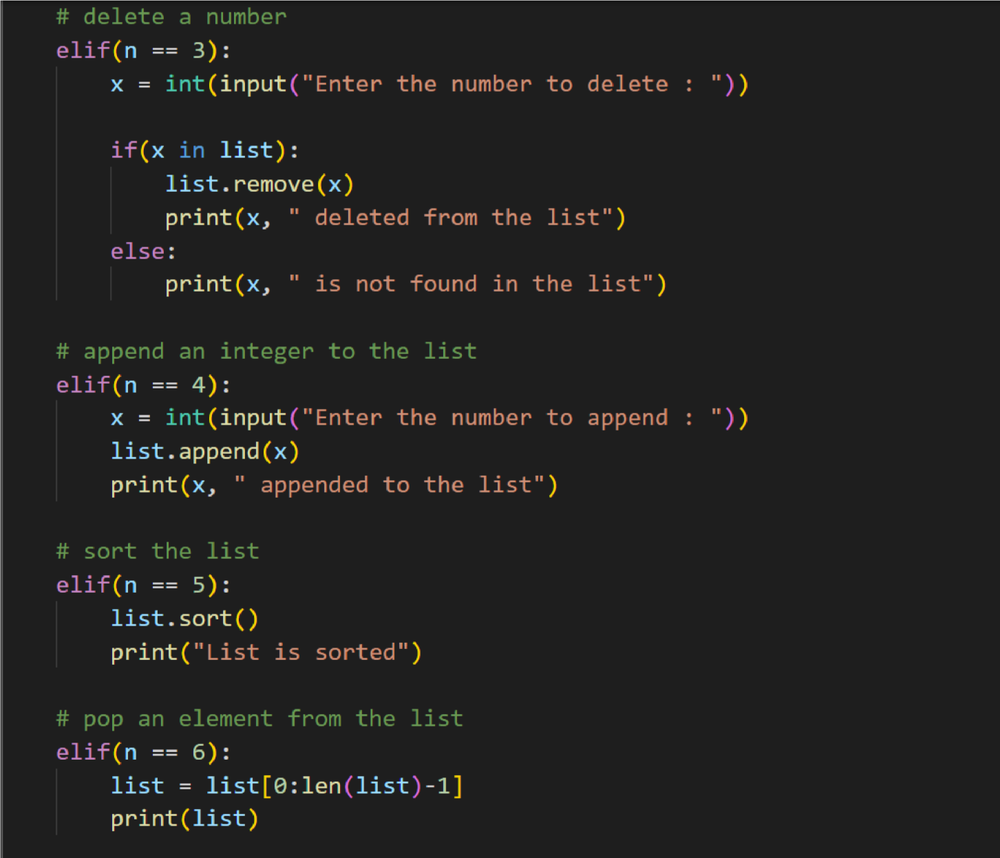 # delete a number
elif(n == 3):
    x = int(input("Enter the number to delete : "))

    if(x in list):
        list.remove(x)
        print(x, " deleted from the list")
    else:
        print(x, " is not found in the list")

# append an integer to the list
elif(n == 4):
    x = int(input("Enter the number to append : "))
    list.append(x)
    print(x, " appended to the list")

# sort the list
elif(n == 5):
    list.sort()
    print("List is sorted")

# pop an element from the list
elif(n == 6):
    list = list[0:len(list)-1]
    print(list)